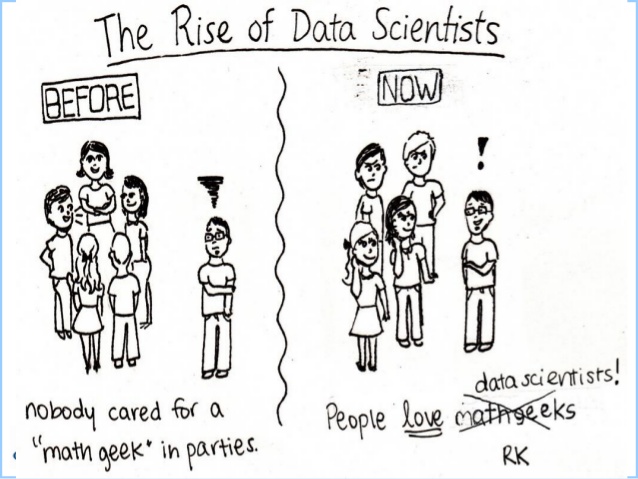 The Rise of Data Scientists
BEFORE
nobody cared for a
"math geek" in parties.
NOW
!
data scientists!
People love math geeks
RK